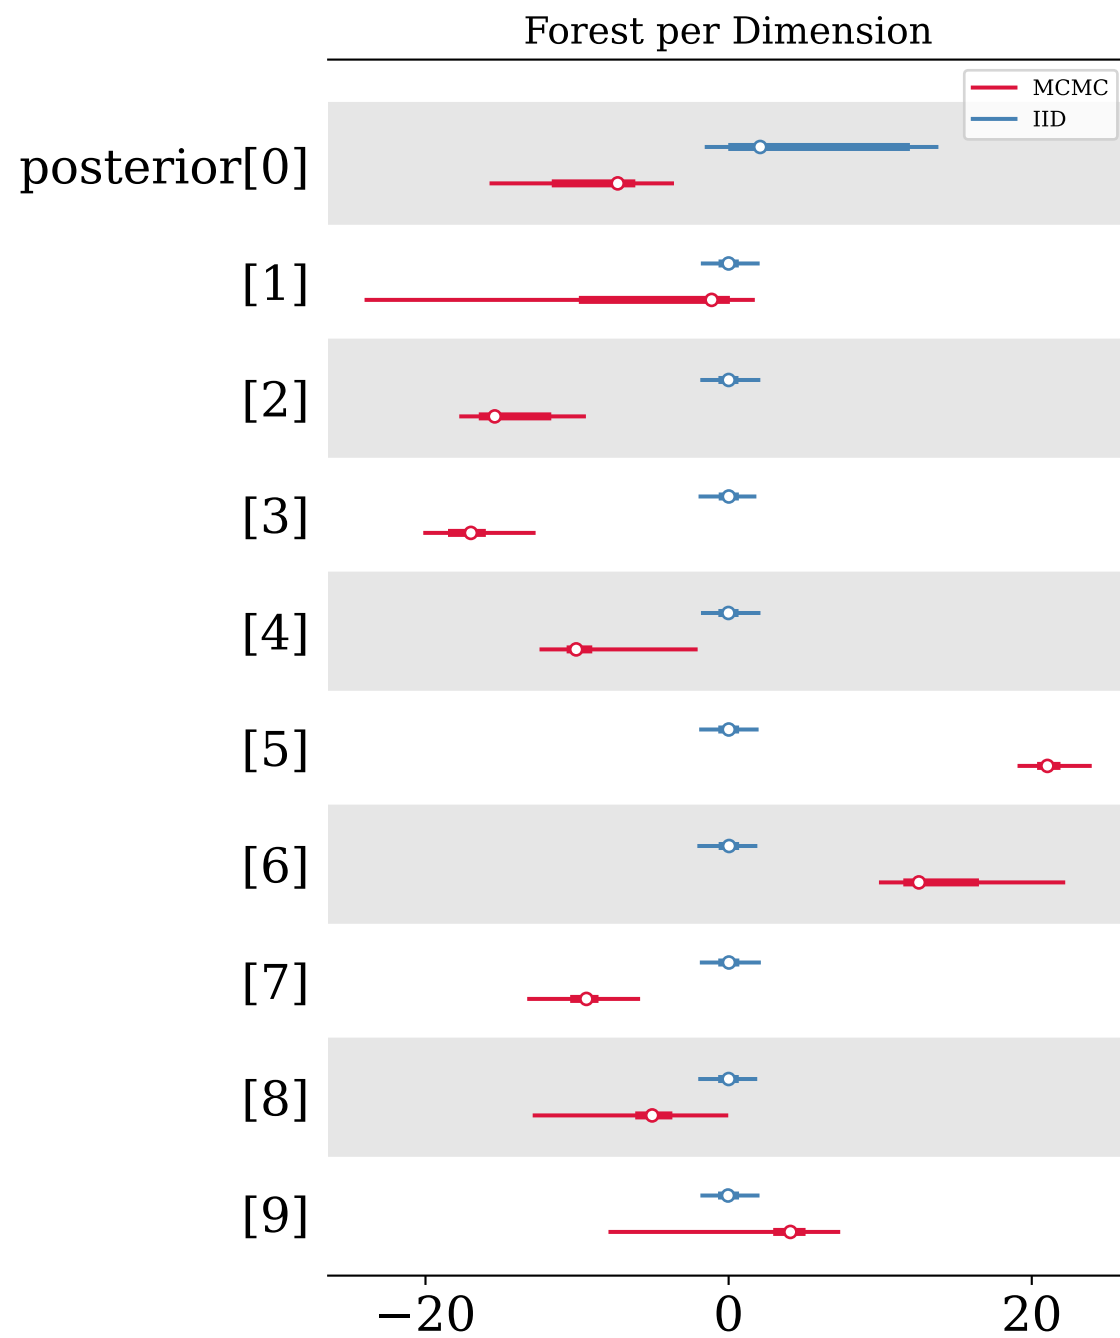 Forest per Dimension
MCMC
IID
posterior[0]
[1]
[2]
[3]
[4]
[5]
[6]
[7]
[8]
[9]
−20 0 20